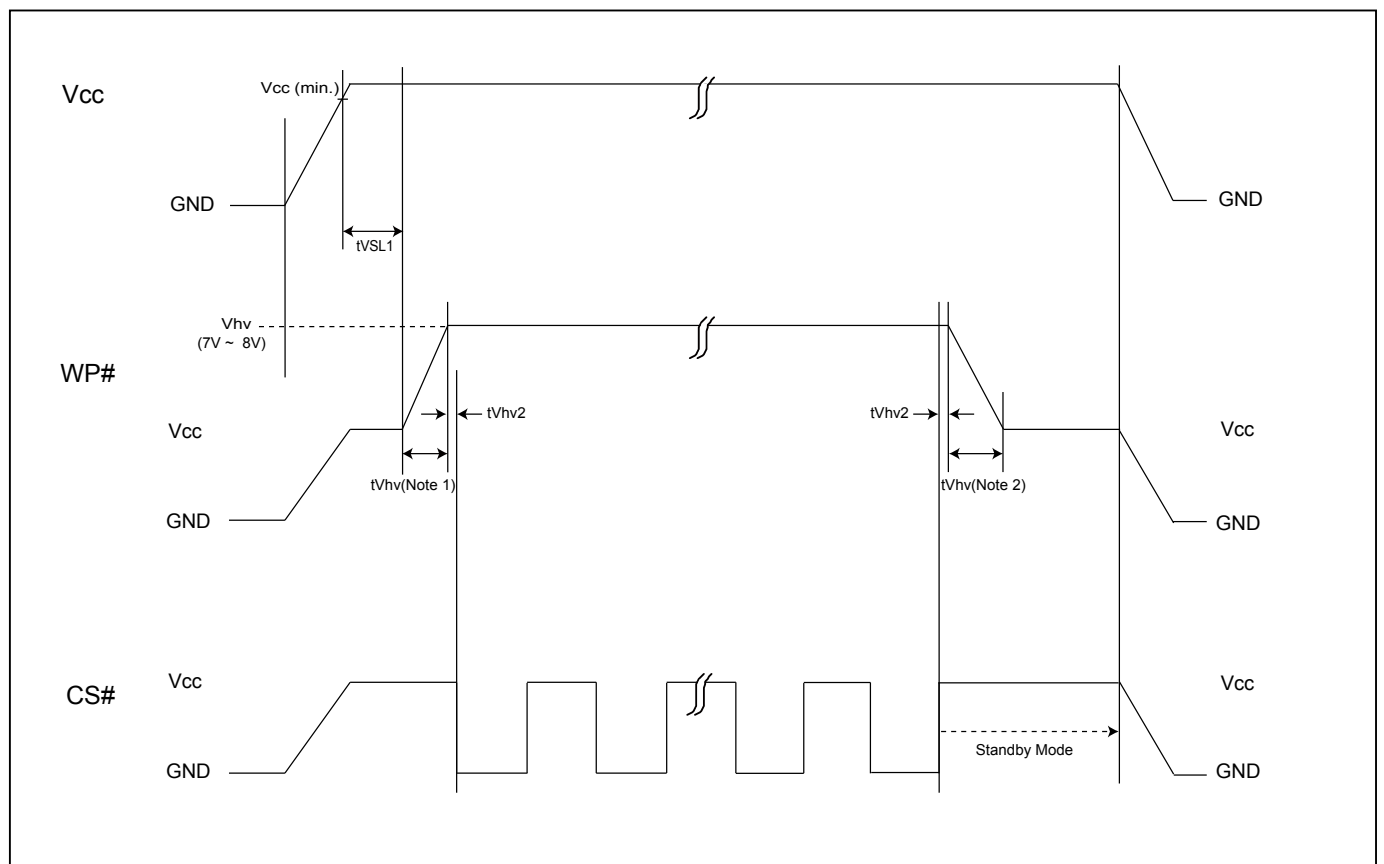 Vcc
Vcc (min.)
GND
GND
tVSL1
Vhv
(7V ~ 8V)
WP#
tVhv2
tVhv2
Vcc
Vcc
tVhv(Note 1)
tVhv(Note 2)
GND
GND
CS#
Vcc
Vcc
Standby Mode
GND
GND